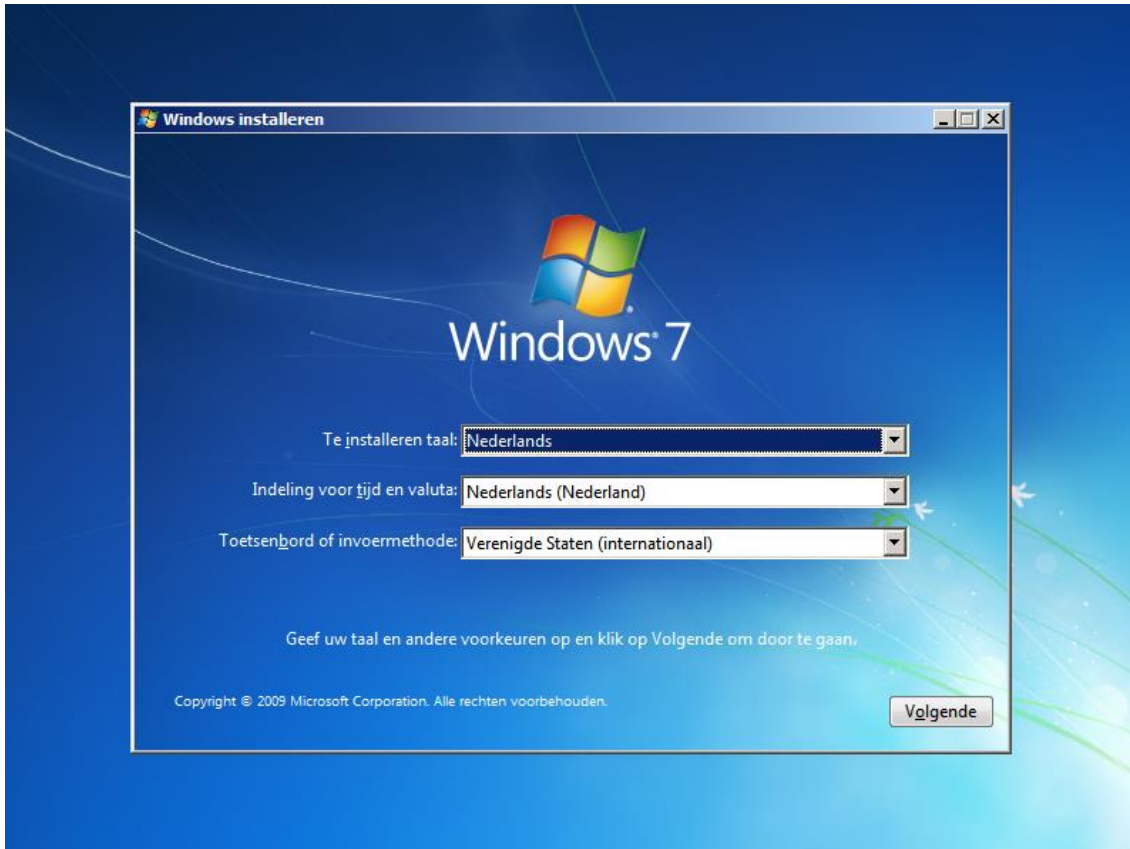 Windows installeren
Windows® 7
Te installeren taal: Nederlands
Indeling voor tijd en valuta: Nederlands (Nederland)
Toetsenbord of invoermethode: Verenigde Staten (internationaal)
Geef uw taal en andere voorkeuren op en klik op Volgende om door te gaan.
Copyright © 2009 Microsoft Corporation. Alle rechten voorbehouden.
Volgende